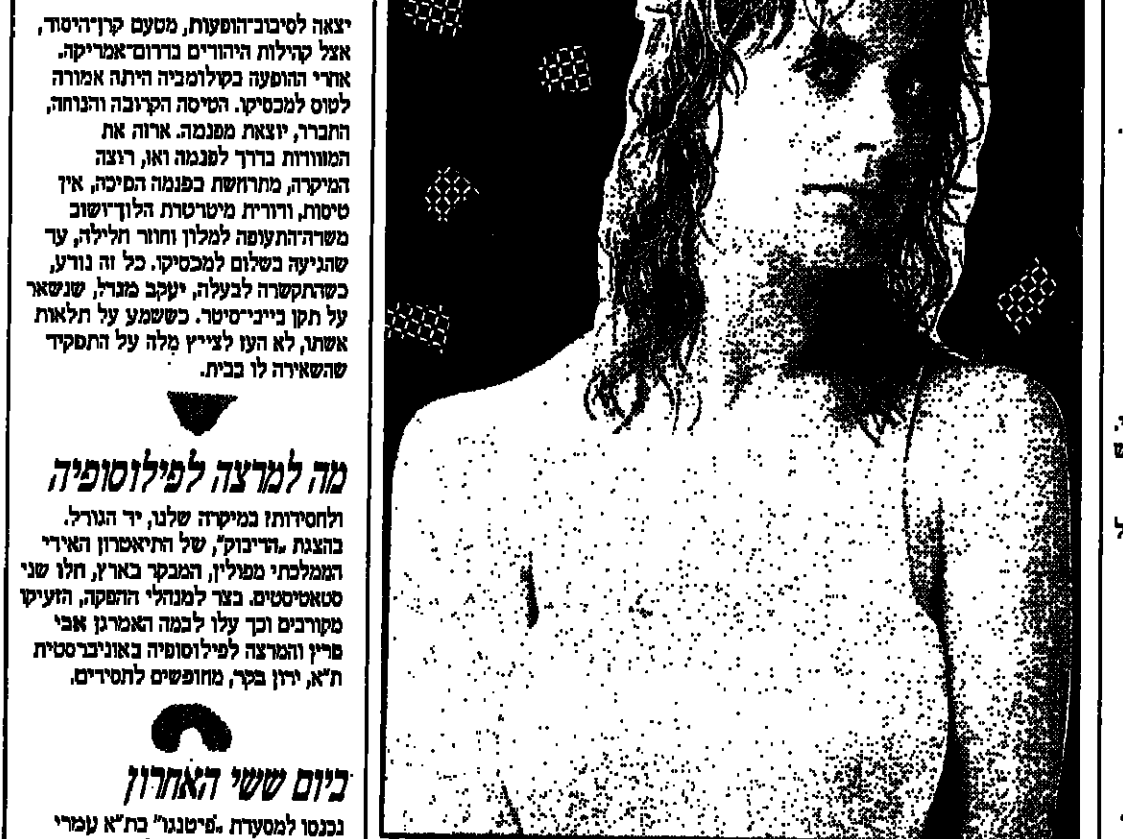 יצאה לסיבוב־הופעות, מטעם קרן־היסוד,
אצל קהילות היהודים בדרום־אמריקה.
אחרי ההופעה בקולומביה היתה אמורה
לטוס למכסיקו. הטיסה הקרובה והנוחה,
התברר, יוצאת מפנמה. ארזה את
המזוודות בדרך לפנמה ואז, רוצה
המיקרה, מתרחשת בפנמה הפיכה, אין
טיסות, ודורית מיטרטרת הלוך־ושוב
משדה־התעופה למלון וחוזר חלילה, עד
שהגיעה בשלום למכסיקו. כל זה נודע,
כשהתקשרה לבעלה, יעקב מנדל, שנשאר
על תקן בייבי־סיטר. כששמע על תלאות
אשתו, לא העז לצייץ מלה על התפקיד
שהשאירה לו בבית.
מה למרצה לפילוסופיה
ולחסידות? במיקרה שלנו, יד הגורל.
בהצגת „הדיבוק", של התיאטרון האידי
הממלכתי מפולין, המבקר בארץ, חלו שני
סטאטיסטים. בצר למנהלי ההפקה, הזעיקו
מקורבים וכך עלו לבמה האמרגן אבי
פרין והמרצה לפילוסופיה באוניברסטית
ת"א, ירון בקר, מחופשים לחסידים.
ביום ששי האחרון
נכנסו למסעדת „פיטנגו" בת"א עמרי